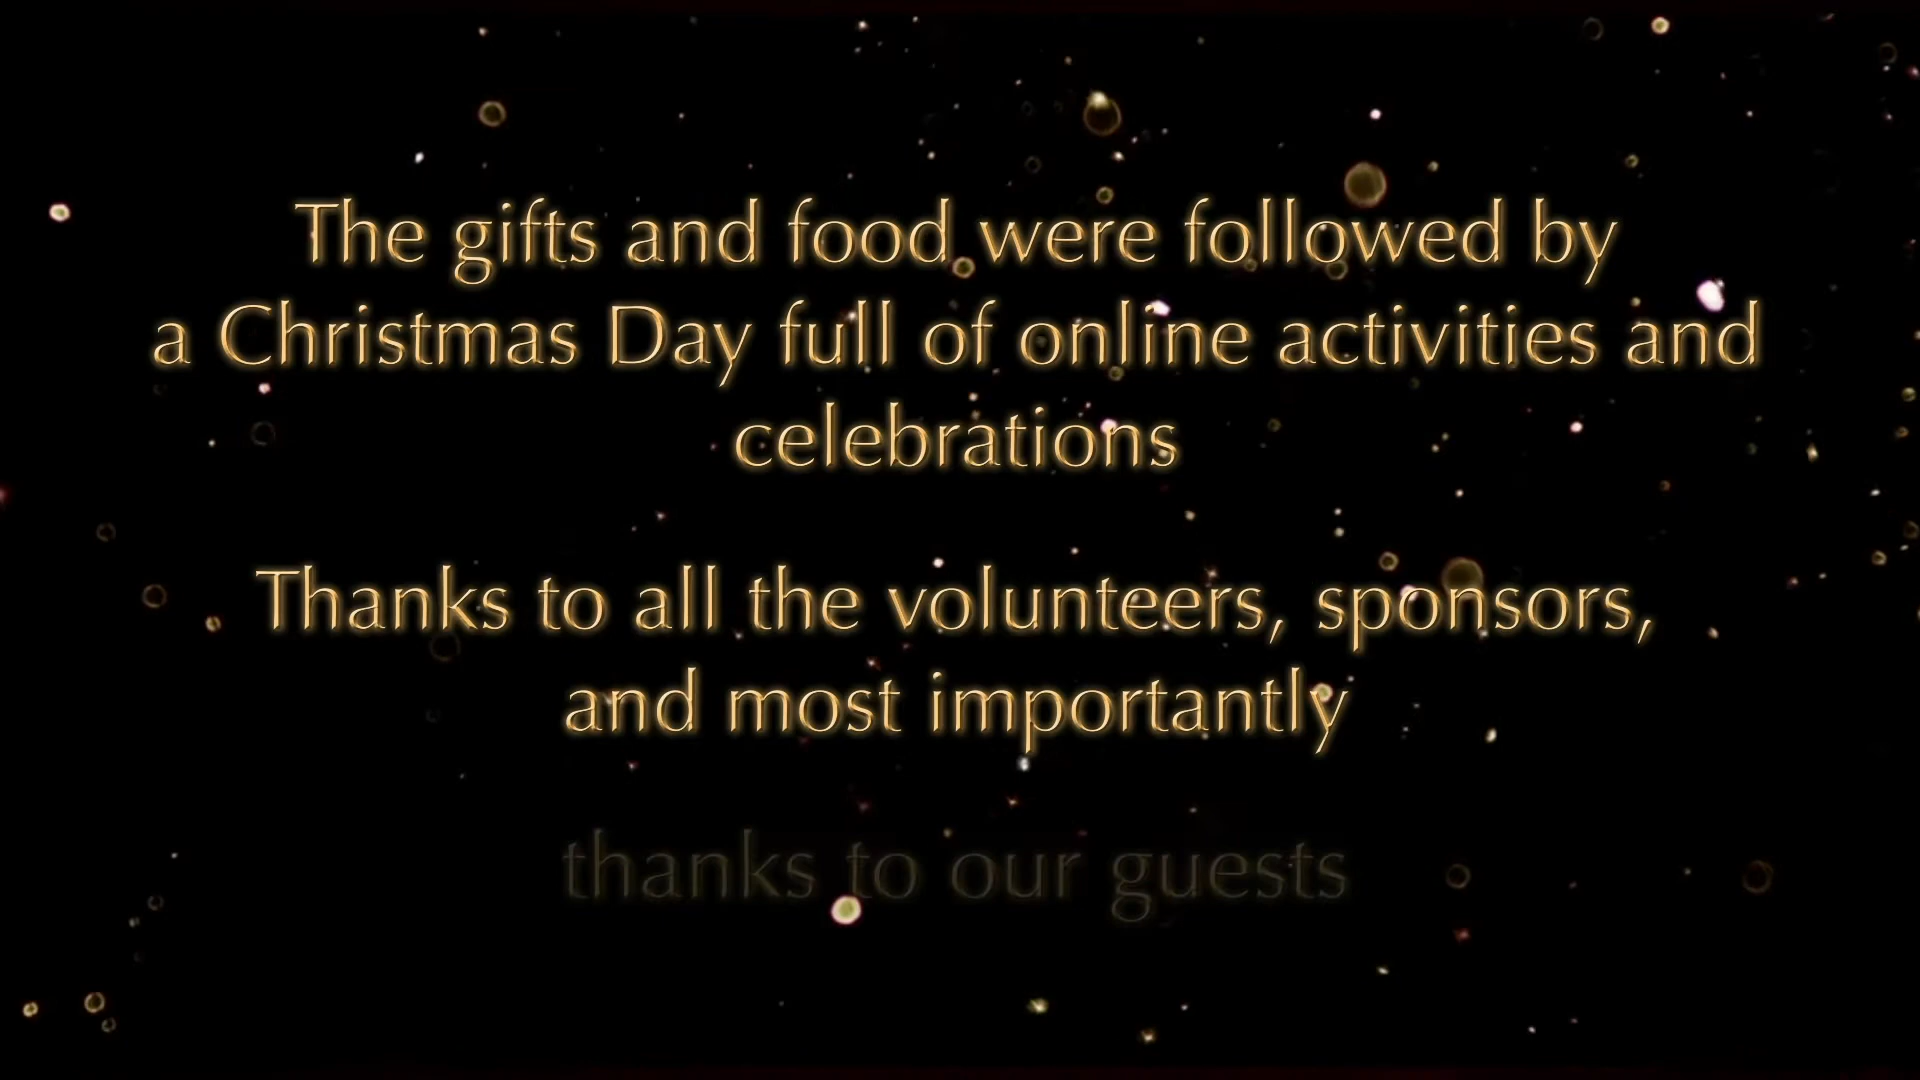 The gifts and food were followed by
a Christmas Day full of online activities and
celebrations
Thanks to all the volunteers, sponsors,
and most importantly
thanks to our guests